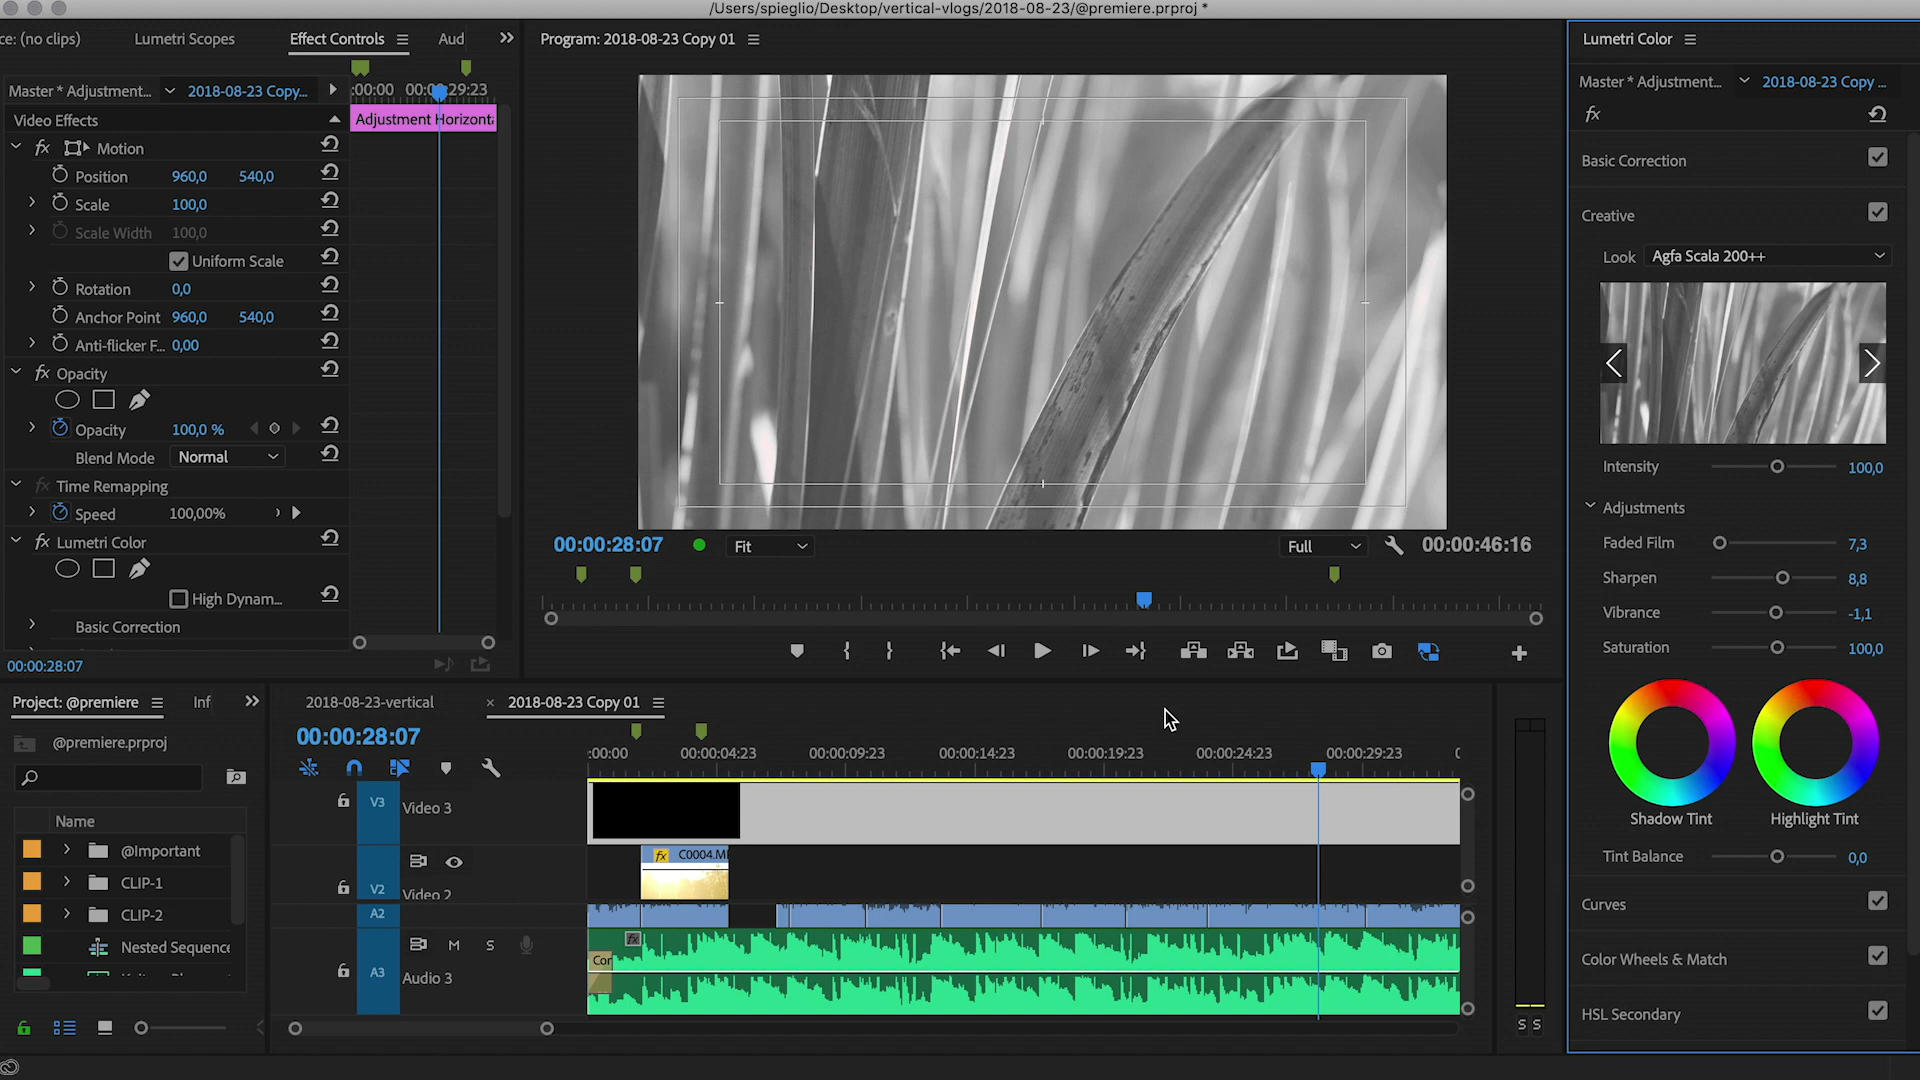 /Users/spieglio/Desktop/vertical-vlogs/2018-08-23/@premiere.prproj *
ce: (no clips)
Lumetri Scopes
Effect Controls
Aud
Master * Adjustment...
2018-08-23 Copy...
:00:00
00:00:29:23
Video Effects
Adjustment Horizont
fx Motion
Position 960,0 540,0
Scale 100,0
Scale Width 100,0
Uniform Scale
Rotation 0,0
Anchor Point 960,0 540,0
Anti-flicker F... 0,00
fx Opacity
Opacity 100,0 %
Blend Mode Normal
fx Time Remapping
Speed 100,00%
fx Lumetri Color
High Dynam...
Basic Correction
00:00:28:07
Program: 2018-08-23 Copy 01
00:00:28:07
Fit
Full
00:00:46:16
Lumetri Color
Master * Adjustment...
2018-08-23 Copy ...
fx
Basic Correction
Creative
Look Agfa Scala 200++
Intensity 100,0
Adjustments
Faded Film 7,3
Sharpen 8,8
Vibrance -1,1
Saturation 100,0
Shadow Tint
Highlight Tint
Tint Balance 0,0
Curves
Color Wheels & Match
HSL Secondary
Project: @premiere
Inf
@premiere.prproj
Name
@Important
CLIP-1
CLIP-2
Nested Sequence
2018-08-23-vertical
× 2018-08-23 Copy 01
00:00:28:07
:00:00
00:00:04:23
00:00:09:23
00:00:14:23
00:00:19:23
00:00:24:23
00:00:29:23
V3 Video 3
fx C0004.M
V2 Video 2
A2
M S
fx
Cor
A3 Audio 3
S S